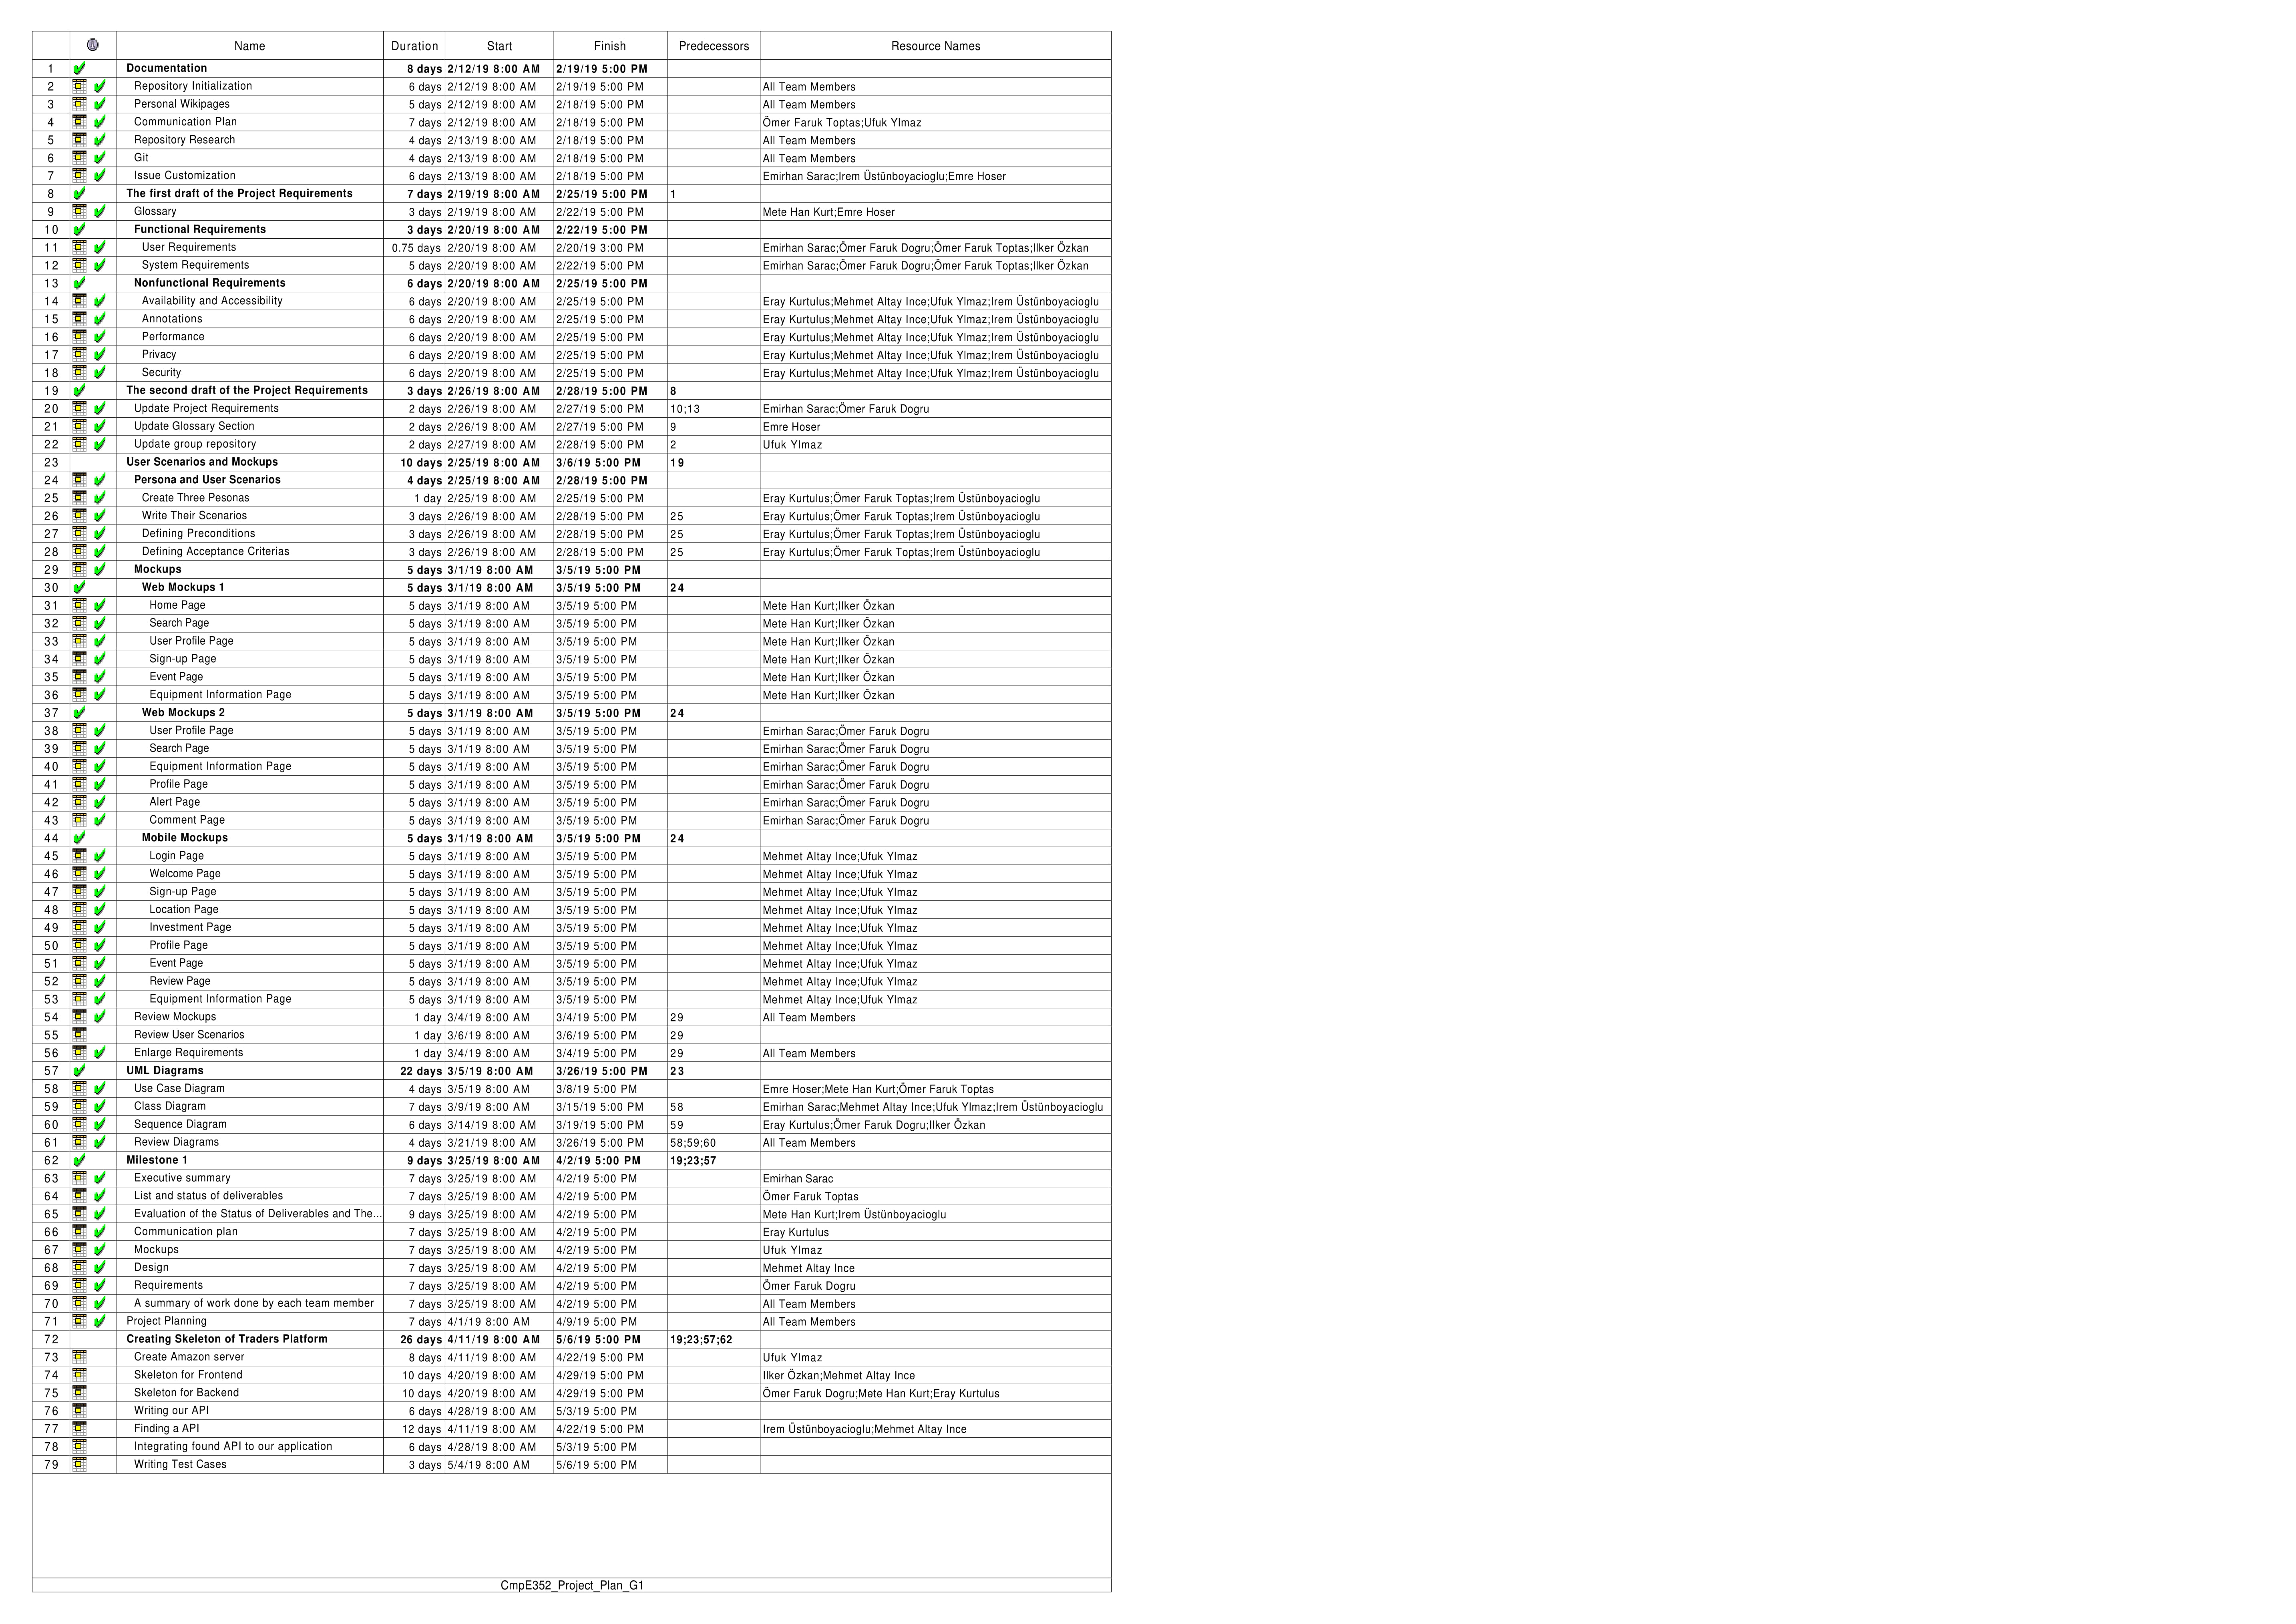 Name Duration Start Finish Predecessors Resource Names
1 Documentation 8 days 2/12/19 8:00 AM 2/19/19 5:00 PM
2 Repository Initialization 6 days 2/12/19 8:00 AM 2/19/19 5:00 PM All Team Members
3 Personal Wikipages 5 days 2/12/19 8:00 AM 2/18/19 5:00 PM All Team Members
4 Communication Plan 7 days 2/12/19 8:00 AM 2/18/19 5:00 PM Ömer Faruk Toptas;Ufuk Ylmaz
5 Repository Research 4 days 2/13/19 8:00 AM 2/18/19 5:00 PM All Team Members
6 Git 4 days 2/13/19 8:00 AM 2/18/19 5:00 PM All Team Members
7 Issue Customization 6 days 2/13/19 8:00 AM 2/18/19 5:00 PM Emirhan Sarac;Irem Üstünboyacioglu;Emre Hoser
8 The first draft of the Project Requirements 7 days 2/19/19 8:00 AM 2/25/19 5:00 PM 1
9 Glossary 3 days 2/19/19 8:00 AM 2/22/19 5:00 PM Mete Han Kurt;Emre Hoser
10 Functional Requirements 3 days 2/20/19 8:00 AM 2/22/19 5:00 PM
11 User Requirements 0.75 days 2/20/19 8:00 AM 2/20/19 3:00 PM Emirhan Sarac;Ömer Faruk Dogru;Ömer Faruk Toptas;Ilker Özkan
12 System Requirements 5 days 2/20/19 8:00 AM 2/22/19 5:00 PM Emirhan Sarac;Ömer Faruk Dogru;Ömer Faruk Toptas;Ilker Özkan
13 Nonfunctional Requirements 6 days 2/20/19 8:00 AM 2/25/19 5:00 PM
14 Availability and Accessibility 6 days 2/20/19 8:00 AM 2/25/19 5:00 PM Eray Kurtulus;Mehmet Altay Ince;Ufuk Ylmaz;Irem Üstünboyacioglu
15 Annotations 6 days 2/20/19 8:00 AM 2/25/19 5:00 PM Eray Kurtulus;Mehmet Altay Ince;Ufuk Ylmaz;Irem Üstünboyacioglu
16 Performance 6 days 2/20/19 8:00 AM 2/25/19 5:00 PM Eray Kurtulus;Mehmet Altay Ince;Ufuk Ylmaz;Irem Üstünboyacioglu
17 Privacy 6 days 2/20/19 8:00 AM 2/25/19 5:00 PM Eray Kurtulus;Mehmet Altay Ince;Ufuk Ylmaz;Irem Üstünboyacioglu
18 Security 6 days 2/20/19 8:00 AM 2/25/19 5:00 PM Eray Kurtulus;Mehmet Altay Ince;Ufuk Ylmaz;Irem Üstünboyacioglu
19 The second draft of the Project Requirements 3 days 2/26/19 8:00 AM 2/28/19 5:00 PM 8
20 Update Project Requirements 2 days 2/26/19 8:00 AM 2/27/19 5:00 PM 10;13 Emirhan Sarac;Ömer Faruk Dogru
21 Update Glossary Section 2 days 2/26/19 8:00 AM 2/27/19 5:00 PM 9 Emre Hoser
22 Update group repository 2 days 2/27/19 8:00 AM 2/28/19 5:00 PM 2 Ufuk Ylmaz
23 User Scenarios and Mockups 10 days 2/25/19 8:00 AM 3/6/19 5:00 PM 19
24 Persona and User Scenarios 4 days 2/25/19 8:00 AM 2/28/19 5:00 PM
25 Create Three Pesonas 1 day 2/25/19 8:00 AM 2/25/19 5:00 PM Eray Kurtulus;Ömer Faruk Toptas;Irem Üstünboyacioglu
26 Write Their Scenarios 3 days 2/26/19 8:00 AM 2/28/19 5:00 PM 25 Eray Kurtulus;Ömer Faruk Toptas;Irem Üstünboyacioglu
27 Defining Preconditions 3 days 2/26/19 8:00 AM 2/28/19 5:00 PM 25 Eray Kurtulus;Ömer Faruk Toptas;Irem Üstünboyacioglu
28 Defining Acceptance Criterias 3 days 2/26/19 8:00 AM 2/28/19 5:00 PM 25 Eray Kurtulus;Ömer Faruk Toptas;Irem Üstünboyacioglu
29 Mockups 5 days 3/1/19 8:00 AM 3/5/19 5:00 PM
30 Web Mockups 1 5 days 3/1/19 8:00 AM 3/5/19 5:00 PM 24
31 Home Page 5 days 3/1/19 8:00 AM 3/5/19 5:00 PM Mete Han Kurt;Ilker Özkan
32 Search Page 5 days 3/1/19 8:00 AM 3/5/19 5:00 PM Mete Han Kurt;Ilker Özkan
33 User Profile Page 5 days 3/1/19 8:00 AM 3/5/19 5:00 PM Mete Han Kurt;Ilker Özkan
34 Sign-up Page 5 days 3/1/19 8:00 AM 3/5/19 5:00 PM Mete Han Kurt;Ilker Özkan
35 Event Page 5 days 3/1/19 8:00 AM 3/5/19 5:00 PM Mete Han Kurt;Ilker Özkan
36 Equipment Information Page 5 days 3/1/19 8:00 AM 3/5/19 5:00 PM Mete Han Kurt;Ilker Özkan
37 Web Mockups 2 5 days 3/1/19 8:00 AM 3/5/19 5:00 PM 24
38 User Profile Page 5 days 3/1/19 8:00 AM 3/5/19 5:00 PM Emirhan Sarac;Ömer Faruk Dogru
39 Search Page 5 days 3/1/19 8:00 AM 3/5/19 5:00 PM Emirhan Sarac;Ömer Faruk Dogru
40 Equipment Information Page 5 days 3/1/19 8:00 AM 3/5/19 5:00 PM Emirhan Sarac;Ömer Faruk Dogru
41 Profile Page 5 days 3/1/19 8:00 AM 3/5/19 5:00 PM Emirhan Sarac;Ömer Faruk Dogru
42 Alert Page 5 days 3/1/19 8:00 AM 3/5/19 5:00 PM Emirhan Sarac;Ömer Faruk Dogru
43 Comment Page 5 days 3/1/19 8:00 AM 3/5/19 5:00 PM Emirhan Sarac;Ömer Faruk Dogru
44 Mobile Mockups 5 days 3/1/19 8:00 AM 3/5/19 5:00 PM 24
45 Login Page 5 days 3/1/19 8:00 AM 3/5/19 5:00 PM Mehmet Altay Ince;Ufuk Ylmaz
46 Welcome Page 5 days 3/1/19 8:00 AM 3/5/19 5:00 PM Mehmet Altay Ince;Ufuk Ylmaz
47 Sign-up Page 5 days 3/1/19 8:00 AM 3/5/19 5:00 PM Mehmet Altay Ince;Ufuk Ylmaz
48 Location Page 5 days 3/1/19 8:00 AM 3/5/19 5:00 PM Mehmet Altay Ince;Ufuk Ylmaz
49 Investment Page 5 days 3/1/19 8:00 AM 3/5/19 5:00 PM Mehmet Altay Ince;Ufuk Ylmaz
50 Profile Page 5 days 3/1/19 8:00 AM 3/5/19 5:00 PM Mehmet Altay Ince;Ufuk Ylmaz
51 Event Page 5 days 3/1/19 8:00 AM 3/5/19 5:00 PM Mehmet Altay Ince;Ufuk Ylmaz
52 Review Page 5 days 3/1/19 8:00 AM 3/5/19 5:00 PM Mehmet Altay Ince;Ufuk Ylmaz
53 Equipment Information Page 5 days 3/1/19 8:00 AM 3/5/19 5:00 PM Mehmet Altay Ince;Ufuk Ylmaz
54 Review Mockups 1 day 3/4/19 8:00 AM 3/4/19 5:00 PM 29 All Team Members
55 Review User Scenarios 1 day 3/6/19 8:00 AM 3/6/19 5:00 PM 29
56 Enlarge Requirements 1 day 3/4/19 8:00 AM 3/4/19 5:00 PM 29 All Team Members
57 UML Diagrams 22 days 3/5/19 8:00 AM 3/26/19 5:00 PM 23
58 Use Case Diagram 4 days 3/5/19 8:00 AM 3/8/19 5:00 PM Emre Hoser;Mete Han Kurt;Ömer Faruk Toptas
59 Class Diagram 7 days 3/9/19 8:00 AM 3/15/19 5:00 PM 58 Emirhan Sarac;Mehmet Altay Ince;Ufuk Ylmaz;Irem Üstünboyacioglu
60 Sequence Diagram 6 days 3/14/19 8:00 AM 3/19/19 5:00 PM 59 Eray Kurtulus;Ömer Faruk Dogru;Ilker Özkan
61 Review Diagrams 4 days 3/21/19 8:00 AM 3/26/19 5:00 PM 58;59;60 All Team Members
62 Milestone 1 9 days 3/25/19 8:00 AM 4/2/19 5:00 PM 19;23;57
63 Executive summary 7 days 3/25/19 8:00 AM 4/2/19 5:00 PM Emirhan Sarac
64 List and status of deliverables 7 days 3/25/19 8:00 AM 4/2/19 5:00 PM Ömer Faruk Toptas
65 Evaluation of the Status of Deliverables and The... 9 days 3/25/19 8:00 AM 4/2/19 5:00 PM Mete Han Kurt;Irem Üstünboyacioglu
66 Communication plan 7 days 3/25/19 8:00 AM 4/2/19 5:00 PM Eray Kurtulus
67 Mockups 7 days 3/25/19 8:00 AM 4/2/19 5:00 PM Ufuk Ylmaz
68 Design 7 days 3/25/19 8:00 AM 4/2/19 5:00 PM Mehmet Altay Ince
69 Requirements 7 days 3/25/19 8:00 AM 4/2/19 5:00 PM Ömer Faruk Dogru
70 A summary of work done by each team member 7 days 3/25/19 8:00 AM 4/2/19 5:00 PM All Team Members
71 Project Planning 7 days 4/1/19 8:00 AM 4/9/19 5:00 PM All Team Members
72 Creating Skeleton of Traders Platform 26 days 4/11/19 8:00 AM 5/6/19 5:00 PM 19;23;57;62
73 Create Amazon server 8 days 4/11/19 8:00 AM 4/22/19 5:00 PM Ufuk Ylmaz
74 Skeleton for Frontend 10 days 4/20/19 8:00 AM 4/29/19 5:00 PM Ilker Özkan;Mehmet Altay Ince
75 Skeleton for Backend 10 days 4/20/19 8:00 AM 4/29/19 5:00 PM Ömer Faruk Dogru;Mete Han Kurt;Eray Kurtulus
76 Writing our API 6 days 4/28/19 8:00 AM 5/3/19 5:00 PM
77 Finding a API 12 days 4/11/19 8:00 AM 4/22/19 5:00 PM Irem Üstünboyacioglu;Mehmet Altay Ince
78 Integrating found API to our application 6 days 4/28/19 8:00 AM 5/3/19 5:00 PM
79 Writing Test Cases 3 days 5/4/19 8:00 AM 5/6/19 5:00 PM
CmpE352_Project_Plan_G1